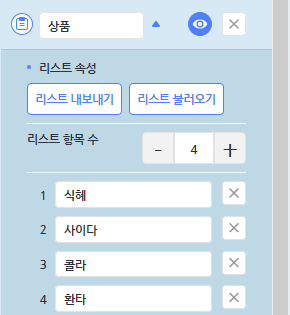 상품
리스트 속성
리스트 내보내기 리스트 불러오기
리스트 항목 수 - 4 +
1 식혜
2 사이다
3 콜라
4 환타